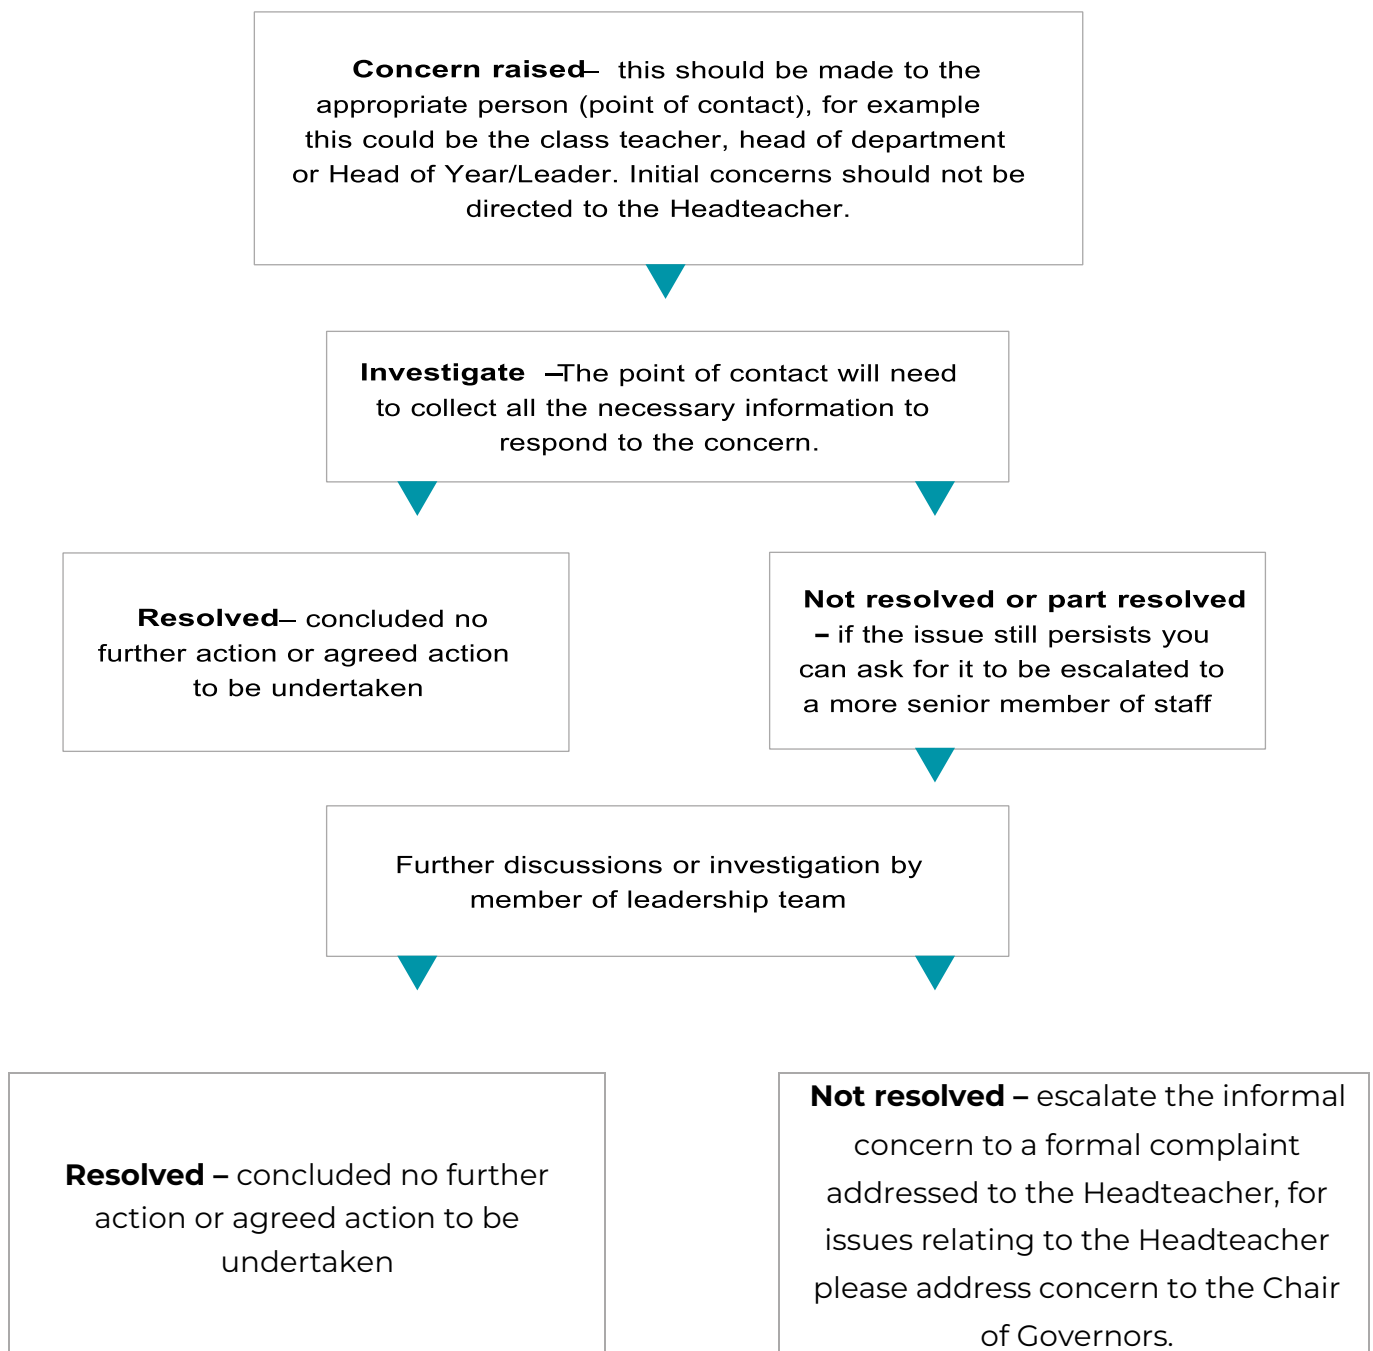 Concern raised– this should be made to the
appropriate person (point of contact), for example
this could be the class teacher, head of department
or Head of Year/Leader. Initial concerns should not be
directed to the Headteacher.
Investigate –The point of contact will need
to collect all the necessary information to
respond to the concern.
Resolved– concluded no
further action or agreed action
to be undertaken
Not resolved or part resolved
– if the issue still persists you
can ask for it to be escalated to
a more senior member of staff
Further discussions or investigation by
member of leadership team
Resolved – concluded no further
action or agreed action to be
undertaken
Not resolved – escalate the informal
concern to a formal complaint
addressed to the Headteacher, for
issues relating to the Headteacher
please address concern to the Chair
of Governors.